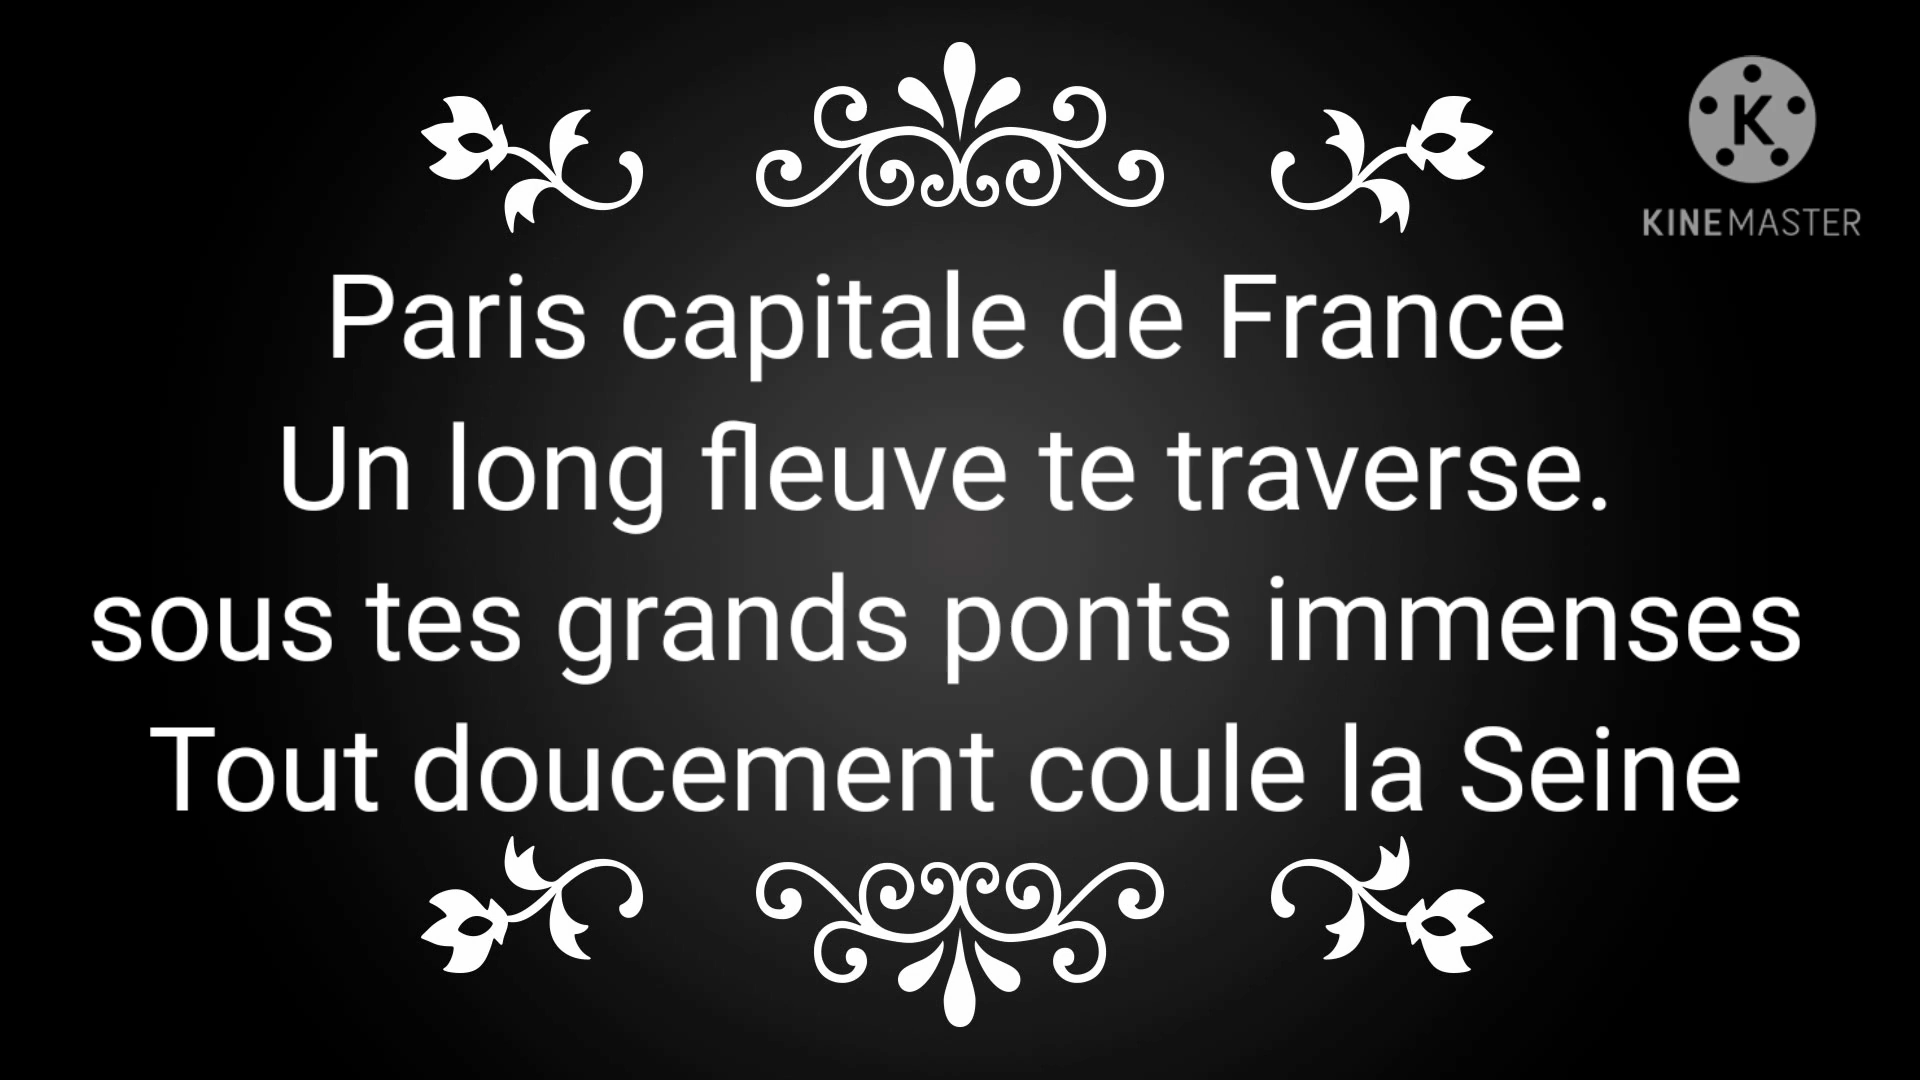 K
KINEMASTER
Paris capitale de France
Un long fleuve te traverse.
sous tes grands ponts immenses
Tout doucement coule la Seine